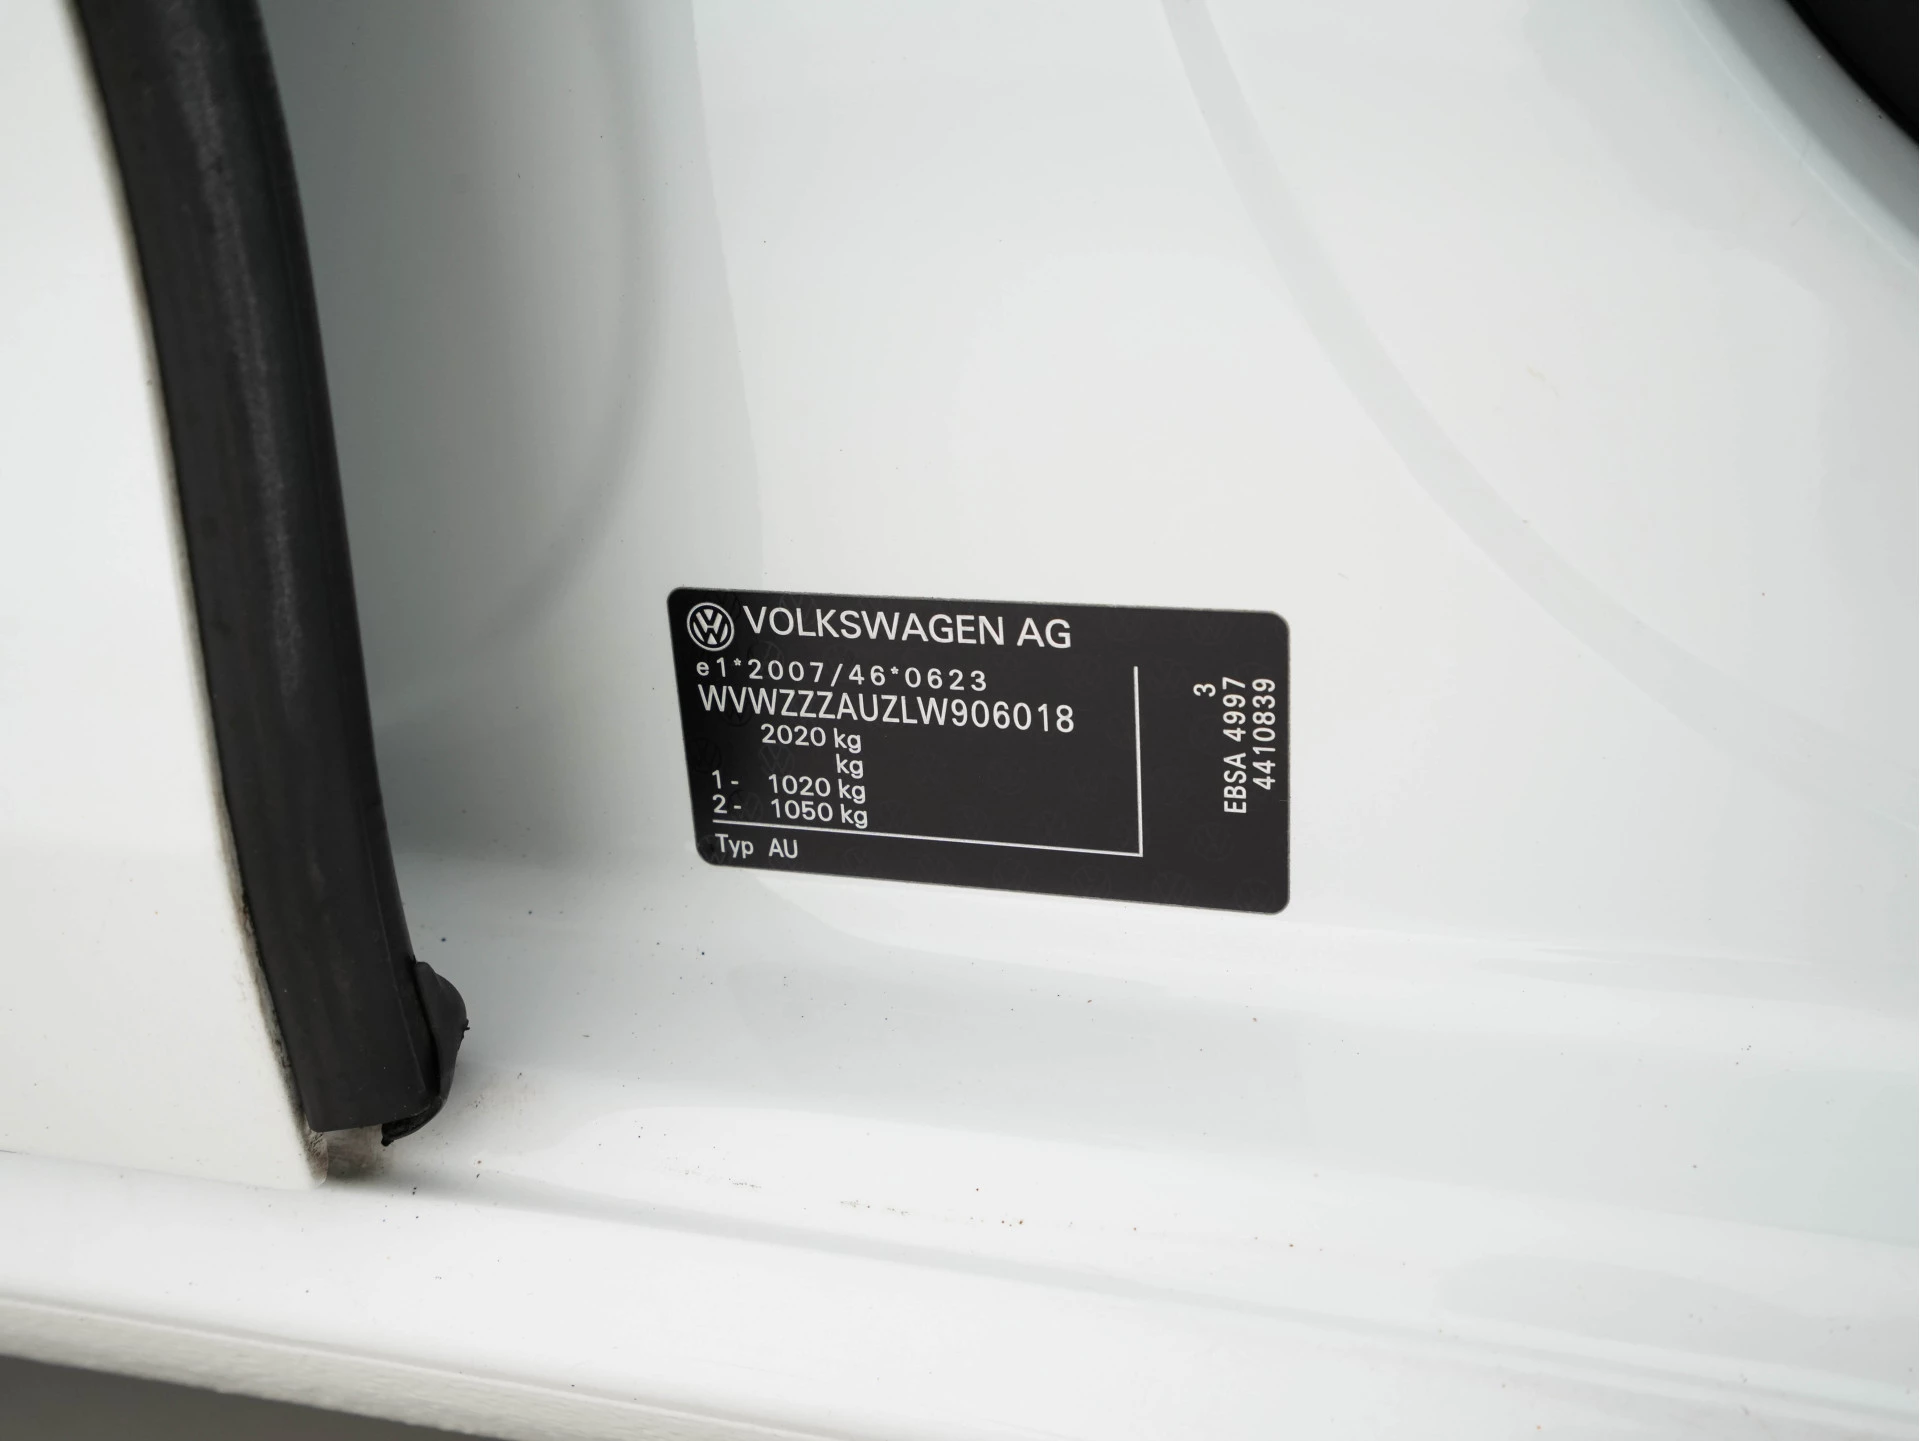 VOLKSWAGEN AG
e1*2007/46*0623
WVWZZZAUZLW906018
2020 kg
kg
1- 1020 kg
2- 1050 kg
Typ AU
3
EBSA 4997
4410839